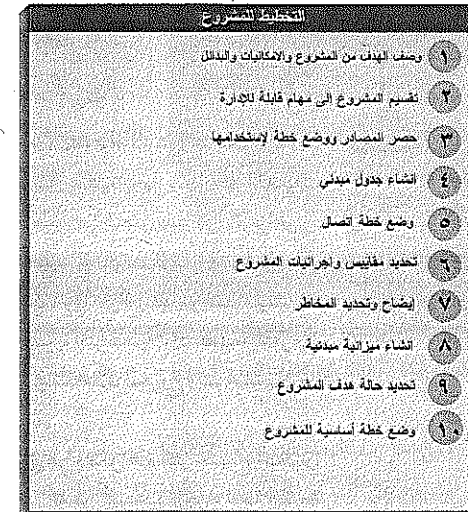 التخطيط للمشروع
١ وصف الهدف من المشروع والامكانيات والبدائل
٢ تقسيم المشروع إلى مهام قابلة للإدارة
٣ حصر المصادر ووضع خطة لإستخدامها
٤ انشاء جدول مبدئي
٥ وضع خطة اتصال
٦ تحديد مقاييس واجرائيات المشروع
٧ إيضاح وتحديد المخاطر
٨ انشاء ميزانية مبدئية
٩ تحديد حالة هدف المشروع
١٠ وضع خطة أساسية للمشروع